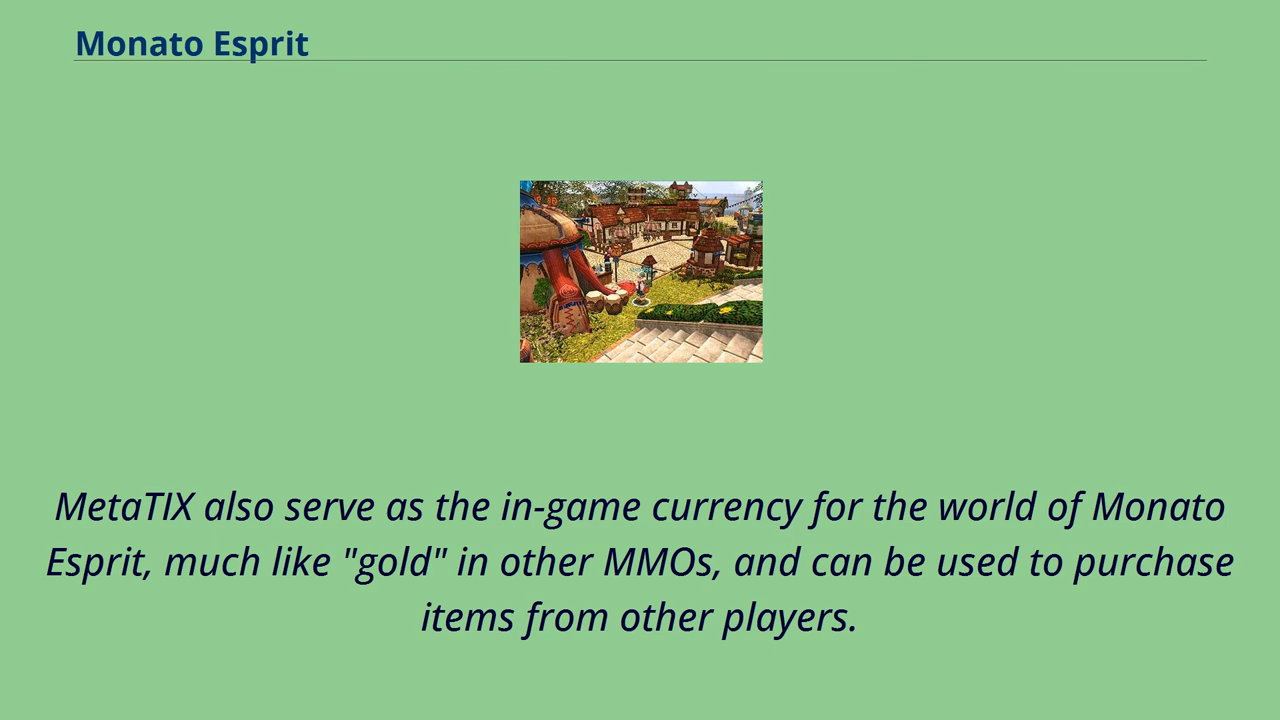 Monato Esprit
MetaTIX also serve as the in-game currency for the world of Monato
Esprit, much like "gold" in other MMOs, and can be used to purchase
items from other players.